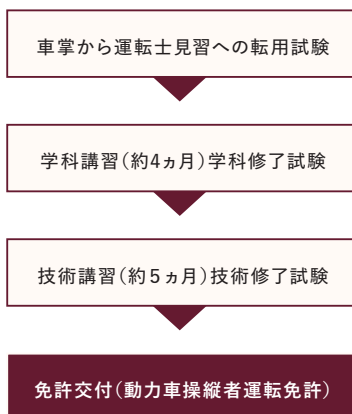 車掌から運転士見習への転用試験
学科講習(約4ヵ月)学科修了試験
技術講習(約5ヵ月)技術修了試験
免許交付(動力車操縦者運転免許)